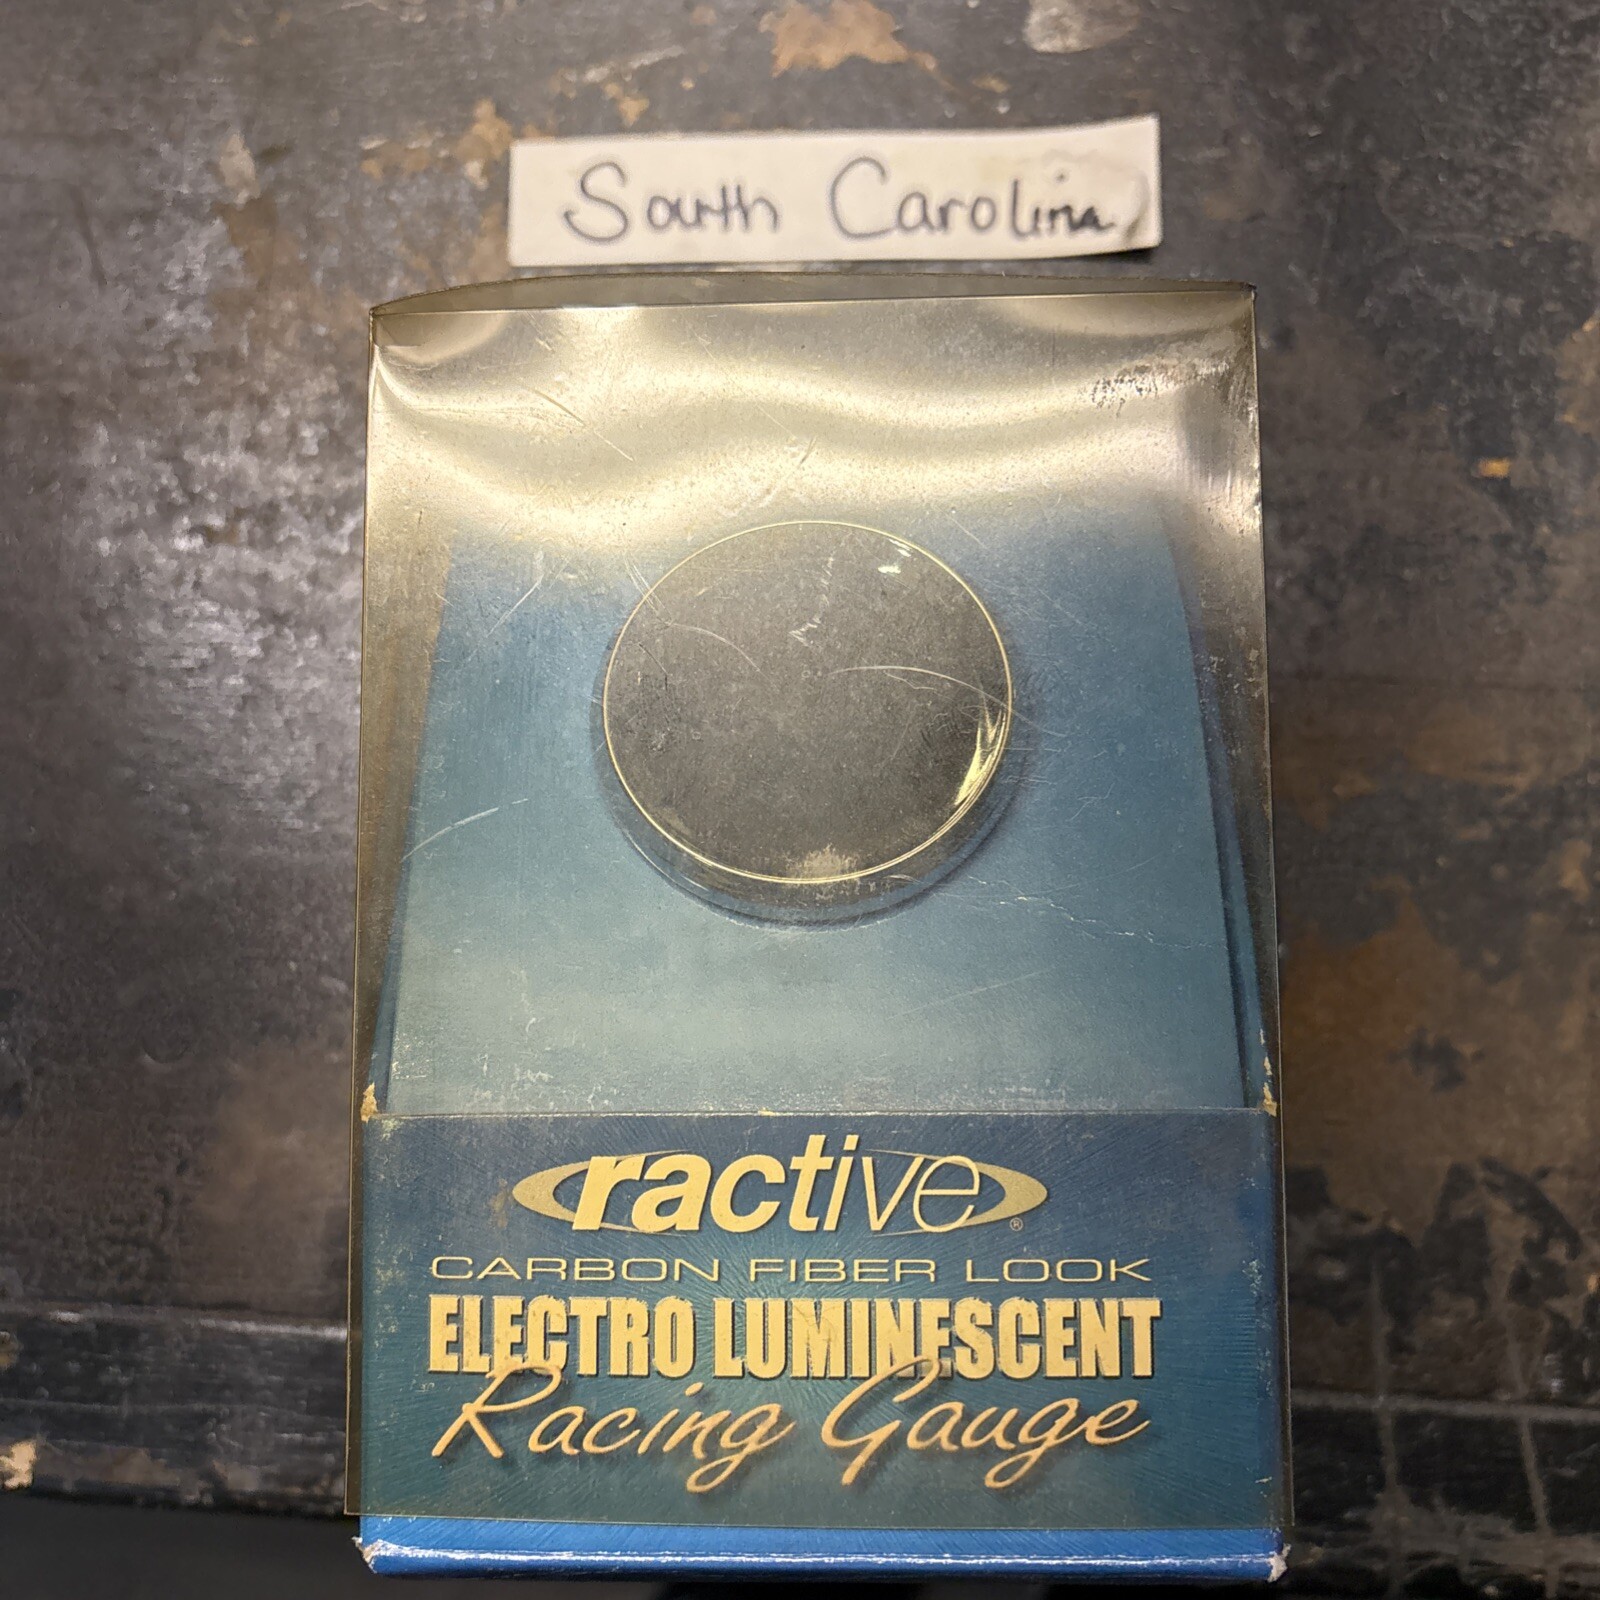 South Carolina
ractive®
CARBON FIBER LOOK
ELECTRO LUMINESCENT
Racing Gauge